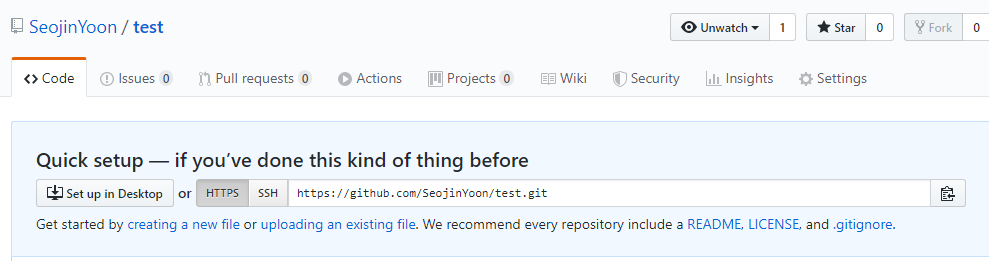 SeojinYoon / test
Unwatch 1 Star 0 Fork 0
Code Issues 0 Pull requests 0 Actions Projects 0 Wiki Security Insights Settings
Quick setup — if you’ve done this kind of thing before
Set up in Desktop or HTTPS SSH https://github.com/SeojinYoon/test.git
Get started by creating a new file or uploading an existing file. We recommend every repository include a README, LICENSE, and .gitignore.